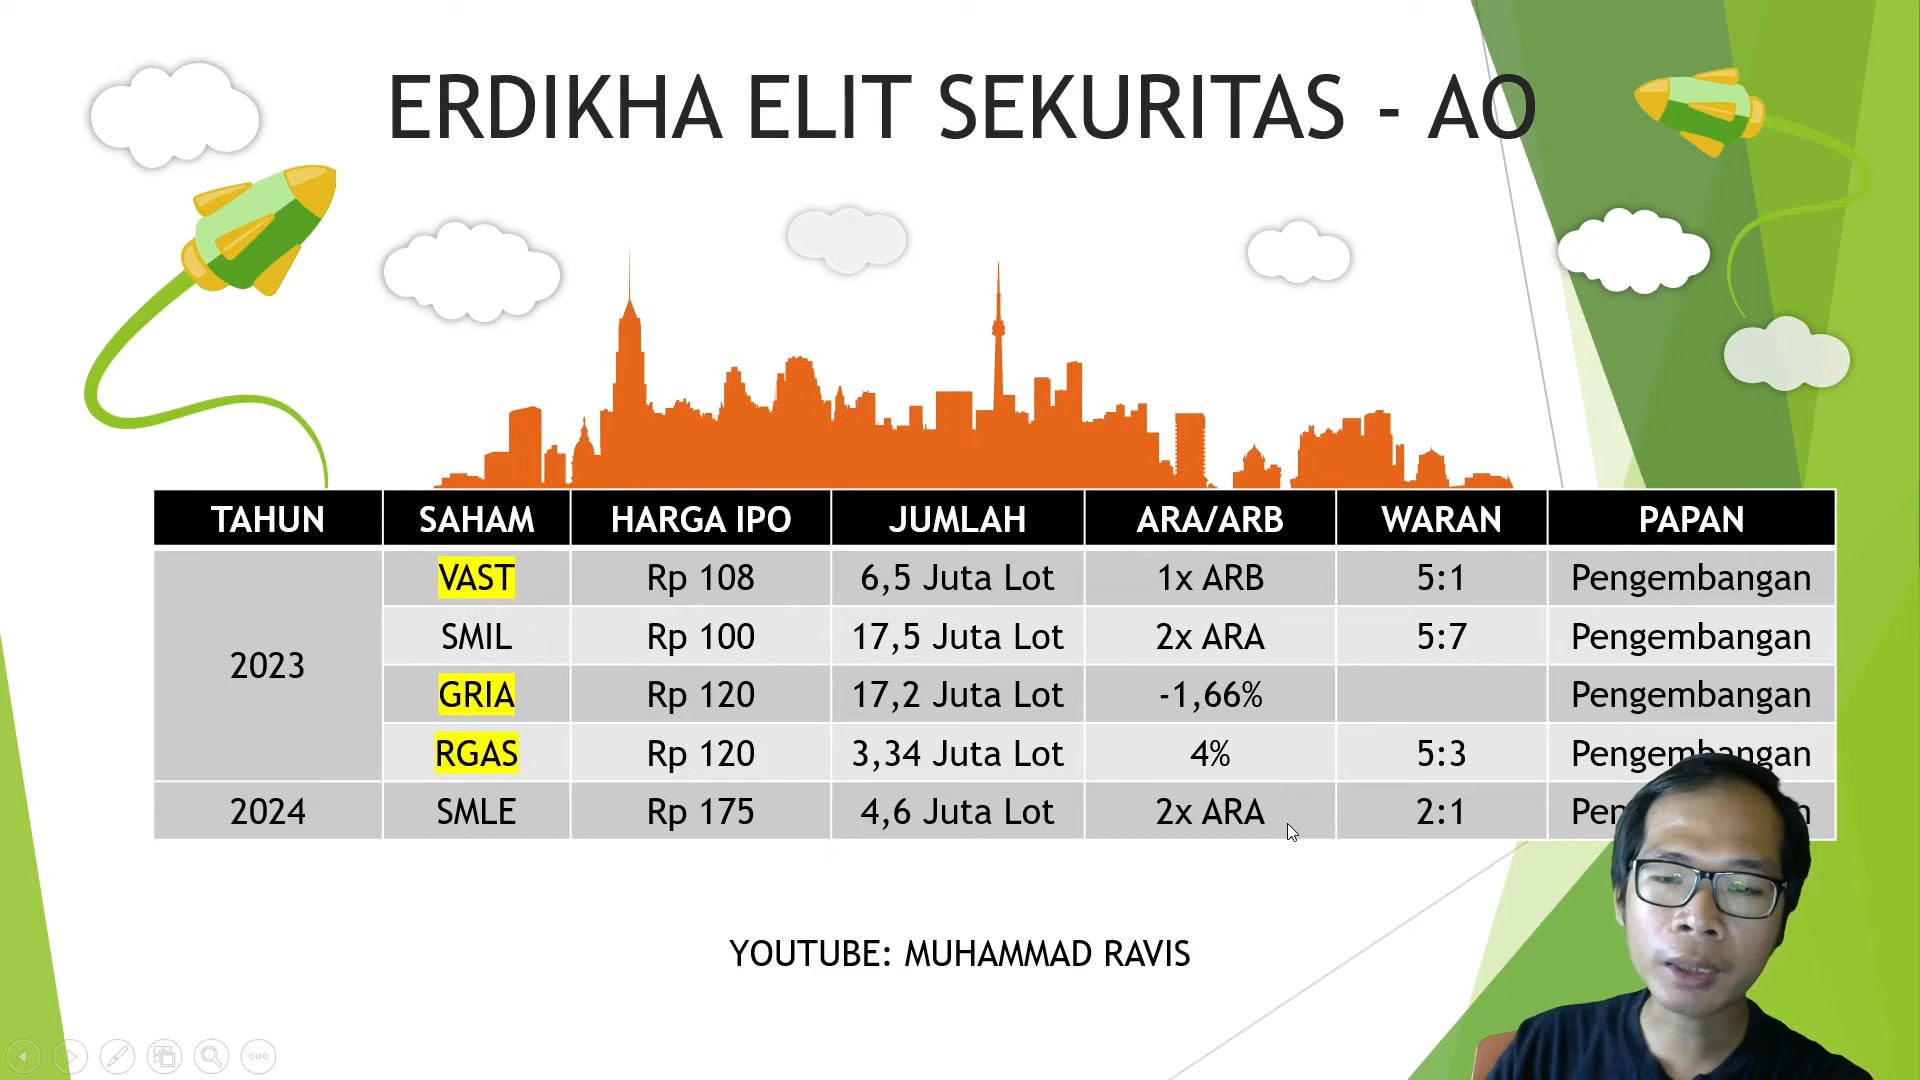 ERDIKHA ELIT SEKURITAS - AO
TAHUN SAHAM HARGA IPO JUMLAH ARA/ARB WARAN PAPAN
2023 VAST Rp 108 6,5 Juta Lot 1x ARB 5:1 Pengembangan
SMIL Rp 100 17,5 Juta Lot 2x ARA 5:7 Pengembangan
GRIA Rp 120 17,2 Juta Lot -1,66% Pengembangan
RGAS Rp 120 3,34 Juta Lot 4% 5:3 Pengembangan
2024 SMLE Rp 175 4,6 Juta Lot 2x ARA 2:1
YOUTUBE: MUHAMMAD RAVIS